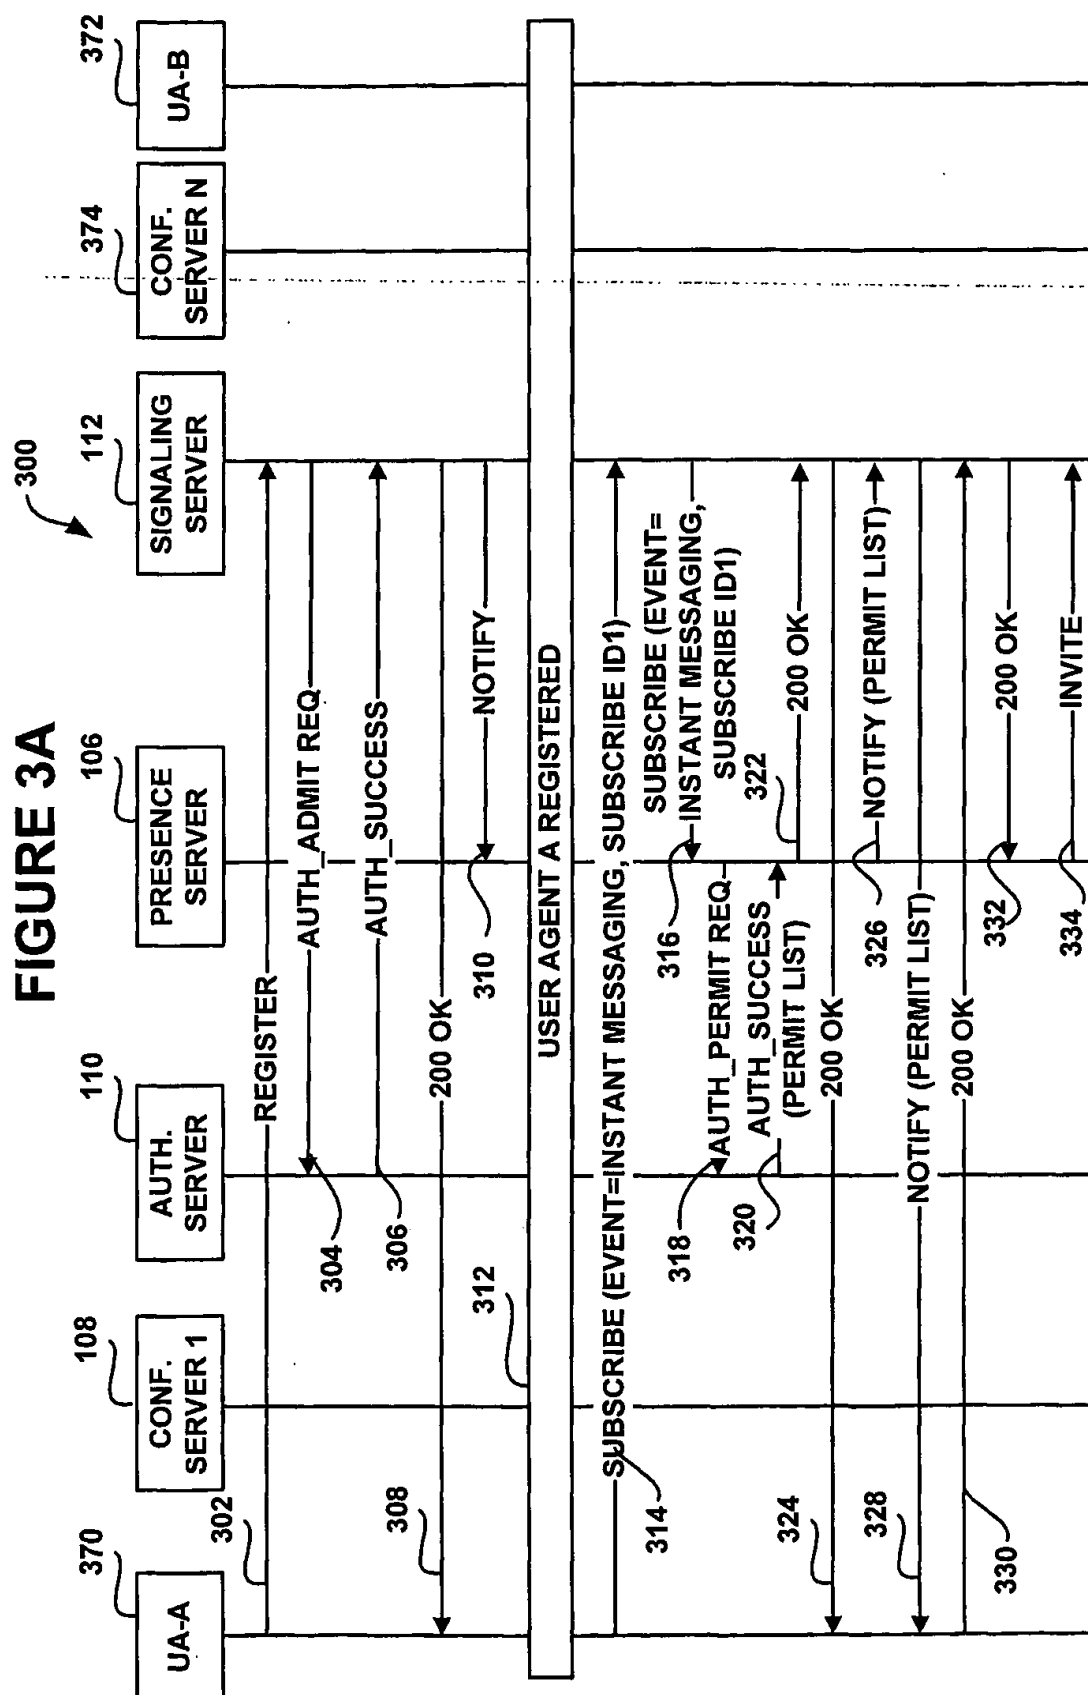 FIGURE 3A
300
370
108
110
106
112
374
372
UA-A
CONF.
SERVER 1
AUTH.
SERVER
PRESENCE
SERVER
SIGNALING
SERVER
CONF.
SERVER N
UA-B
302
REGISTER
304
AUTH_ADMIT REQ
306
AUTH_SUCCESS
308
200 OK
310
NOTIFY
312
USER AGENT A REGISTERED
314
SUBSCRIBE (EVENT=INSTANT MESSAGING, SUBSCRIBE ID1)
316
SUBSCRIBE (EVENT=
INSTANT MESSAGING,
SUBSCRIBE ID1)
318
AUTH_PERMIT REQ
320
AUTH_SUCCESS
(PERMIT LIST)
322
200 OK
324
200 OK
326
NOTIFY (PERMIT LIST)
328
NOTIFY (PERMIT LIST)
330
200 OK
332
200 OK
334
INVITE